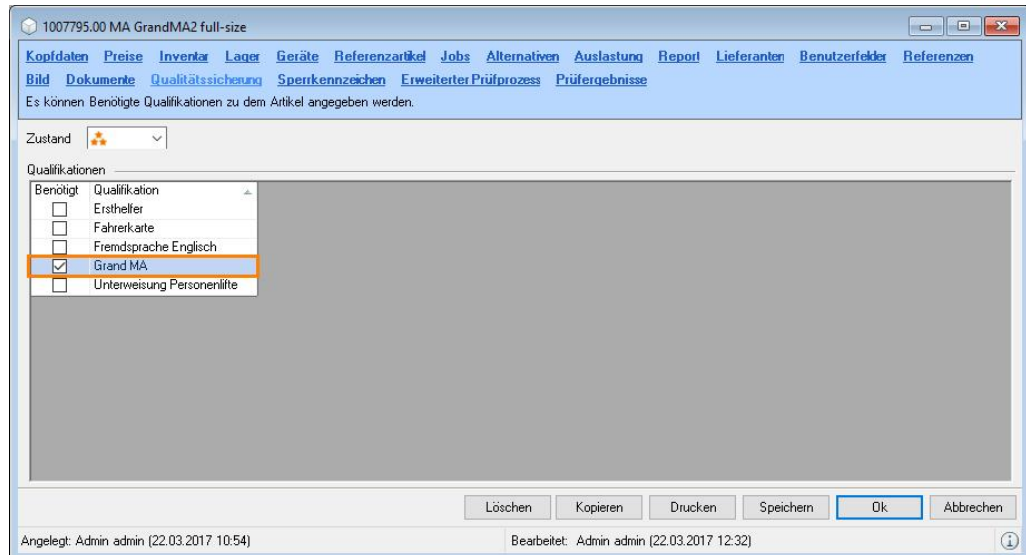 1007795.00 MA GrandMA2 full-size
Kopfdaten Preise Inventar Lager Geräte Referenzartikel Jobs Alternativen Auslastung Report Lieferanten Benutzerfelder Referenzen
Bild Dokumente Qualitätssicherung Sperrkennzeichen Erweiterter Prüfprozess Prüfergebnisse
Es können Benötigte Qualifikationen zu dem Artikel angegeben werden.
Zustand
Qualifikationen
Benötigt Qualifikation
Ersthelfer
Fahrerkarte
Fremdsprache Englisch
Grand MA
Unterweisung Personenlifte
Löschen Kopieren Drucken Speichern Ok Abbrechen
Angelegt: Admin admin (22.03.2017 10:54) Bearbeitet: Admin admin (22.03.2017 12:32)